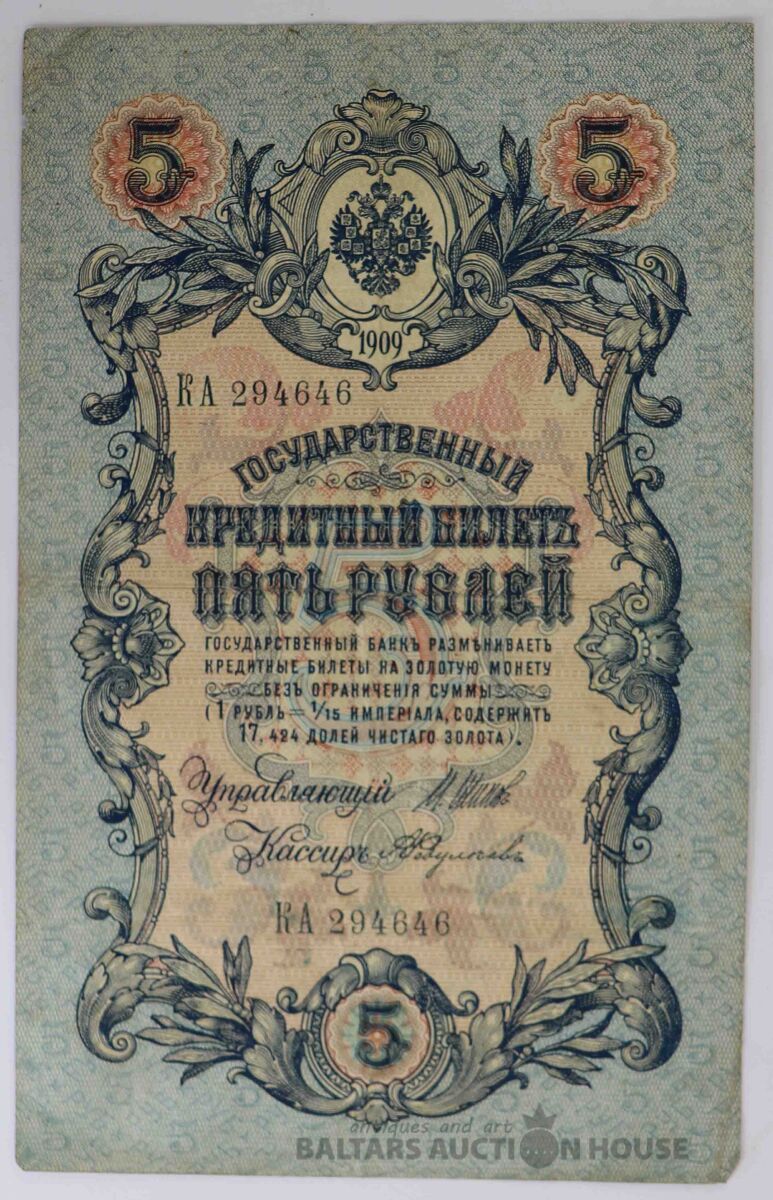 5 5
1909
КА 294646
ГОСУДАРСТВЕННЫЙ
КРЕДИТНЫЙ БИЛЕТЪ
ПЯТЬ РУБЛЕЙ
ГОСУДАРСТВЕННЫЙ БАНКЪ РАЗМѢНИВАЕТЪ
КРЕДИТНЫЕ БИЛЕТЫ НА ЗОЛОТУЮ МОНЕТУ
БЕЗЪ ОГРАНИЧЕНІЯ СУММЫ
(1 РУБЛЬ = 1/15 ИМПЕРІАЛА, СОДЕРЖИТЪ
17, 424 ДОЛЕЙ ЧИСТАГО ЗОЛОТА).
Управляющій
Кассиръ
КА 294646
5
antiques and art
BALTARS AUCTION HOUSE